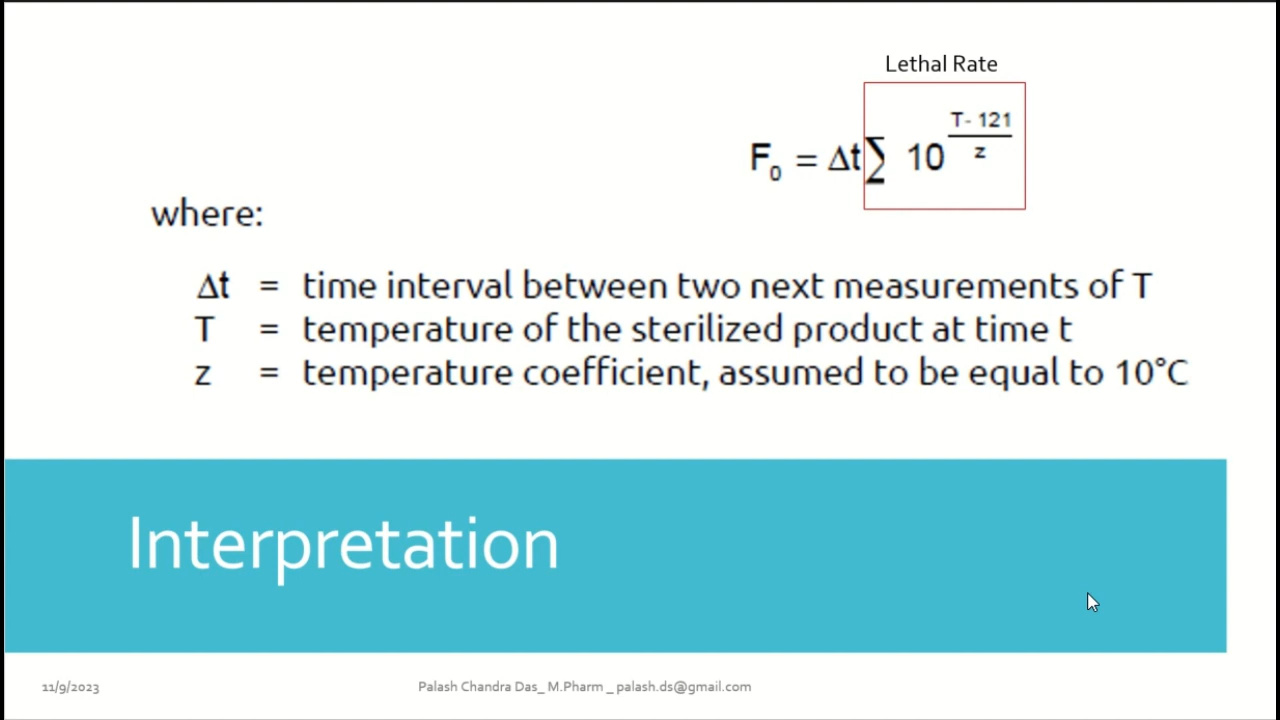 Lethal Rate
F₀ = Δt∑ 10^((T- 121)/z)
where:
Δt = time interval between two next measurements of T
T = temperature of the sterilized product at time t
z = temperature coefficient, assumed to be equal to 10°C
Interpretation
11/9/2023
Palash Chandra Das_ M.Pharm _ palash.ds@gmail.com